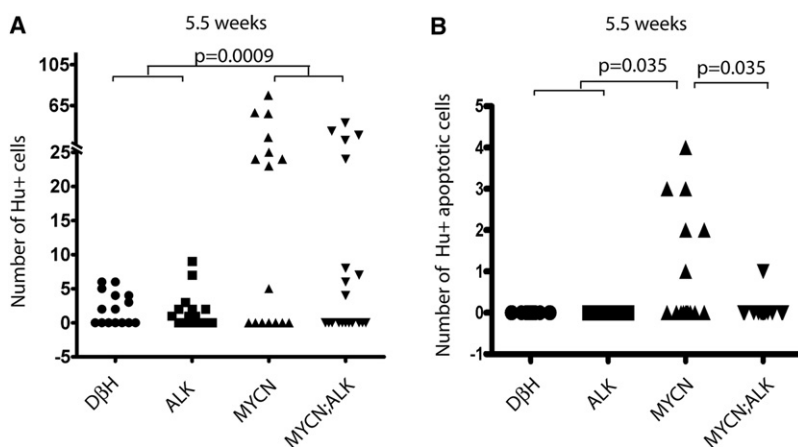 A
5.5 weeks
p=0.0009
Number of Hu+ cells
105
65
25
20
15
10
5
0
-5
DβH
ALK
MYCN
MYCN;ALK
B
5.5 weeks
p=0.035
p=0.035
Number of Hu+ apoptotic cells
5
4
3
2
1
0
-1
DβH
ALK
MYCN
MYCN;ALK